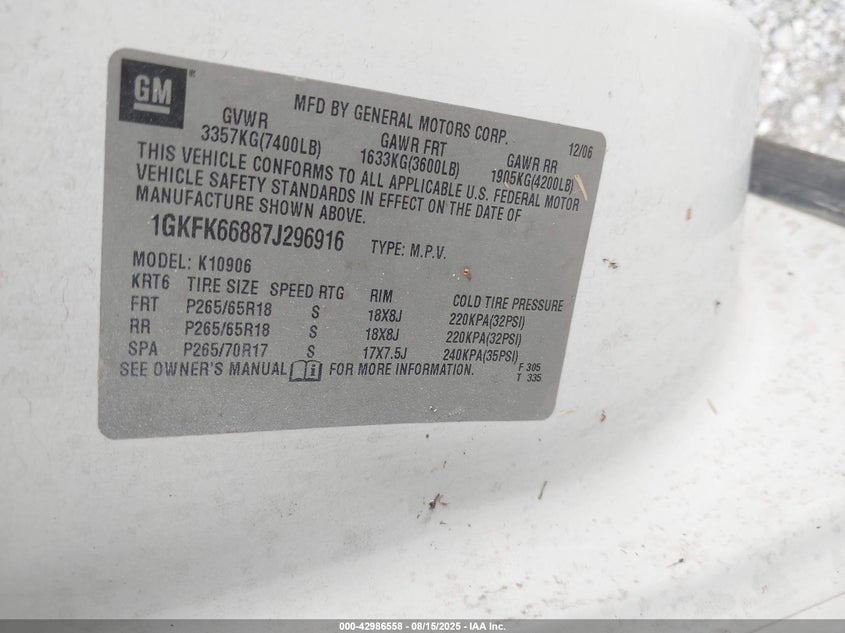 GM ®
MFD BY GENERAL MOTORS CORP. 12/06
GVWR GAWR FRT GAWR RR
3357KG(7400LB) 1633KG(3600LB) 1905KG(4200LB)
THIS VEHICLE CONFORMS TO ALL APPLICABLE U.S. FEDERAL MOTOR
VEHICLE SAFETY STANDARDS IN EFFECT ON THE DATE OF
MANUFACTURE SHOWN ABOVE.
1GKFK66887J296916 TYPE: M.P.V.
MODEL: K10906
KRT6 TIRE SIZE SPEED RTG RIM COLD TIRE PRESSURE
FRT P265/65R18 S 18X8J 220KPA(32PSI)
RR P265/65R18 S 18X8J 220KPA(32PSI)
SPA P265/70R17 S 17X7.5J 240KPA(35PSI)
SEE OWNER'S MANUAL i FOR MORE INFORMATION.
F 305
T 335
000-42986558 - 08/15/2025 - IAA Inc.